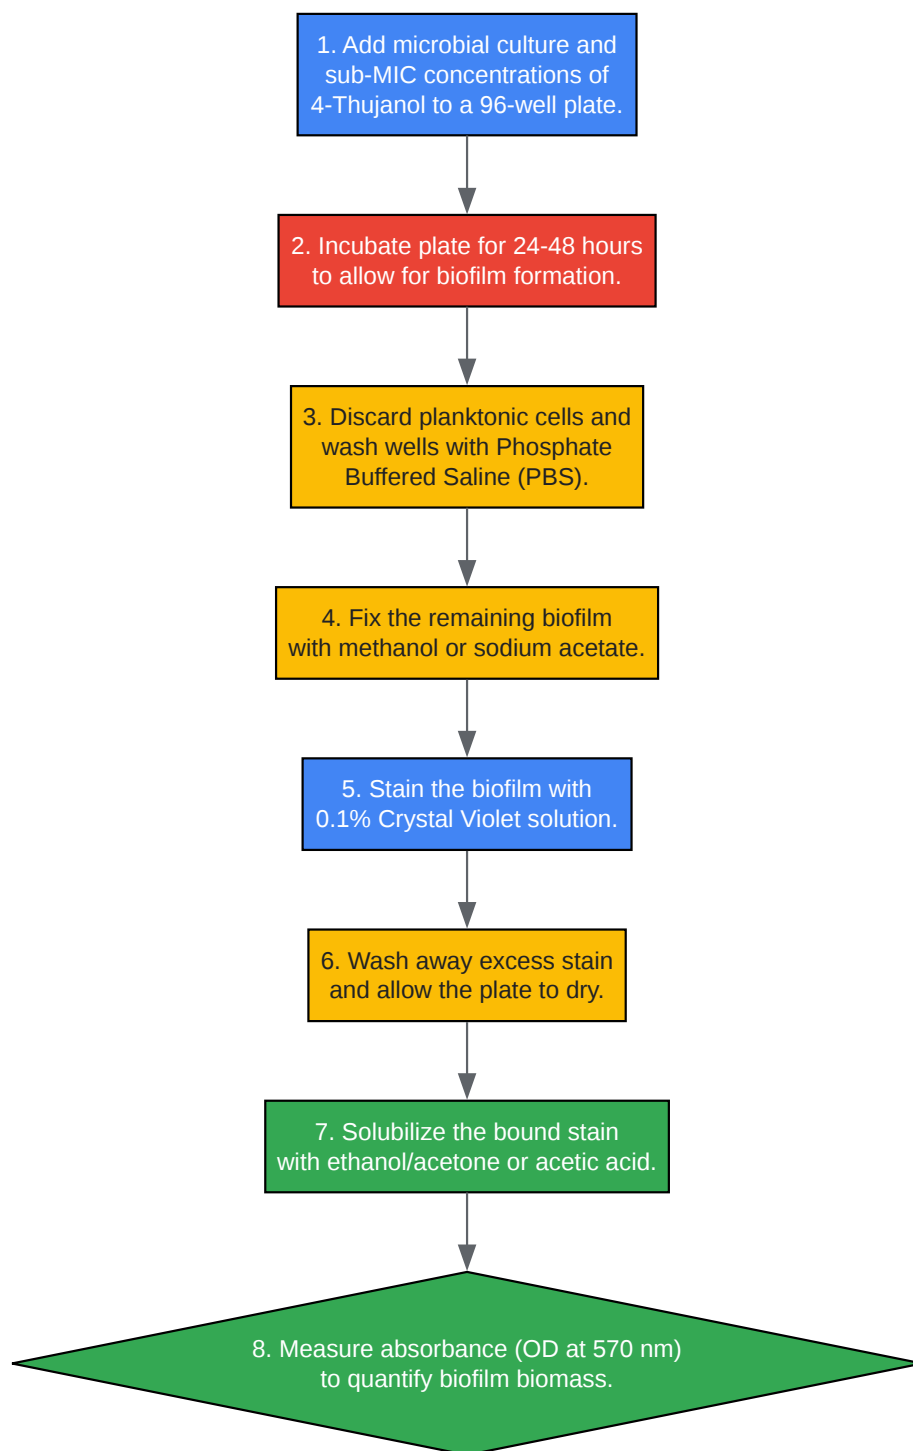 1. Add microbial culture and
sub-MIC concentrations of
4-Thujanol to a 96-well plate.
2. Incubate plate for 24-48 hours
to allow for biofilm formation.
3. Discard planktonic cells and
wash wells with Phosphate
Buffered Saline (PBS).
4. Fix the remaining biofilm
with methanol or sodium acetate.
5. Stain the biofilm with
0.1% Crystal Violet solution.
6. Wash away excess stain
and allow the plate to dry.
7. Solubilize the bound stain
with ethanol/acetone or acetic acid.
8. Measure absorbance (OD at 570 nm)
to quantify biofilm biomass.